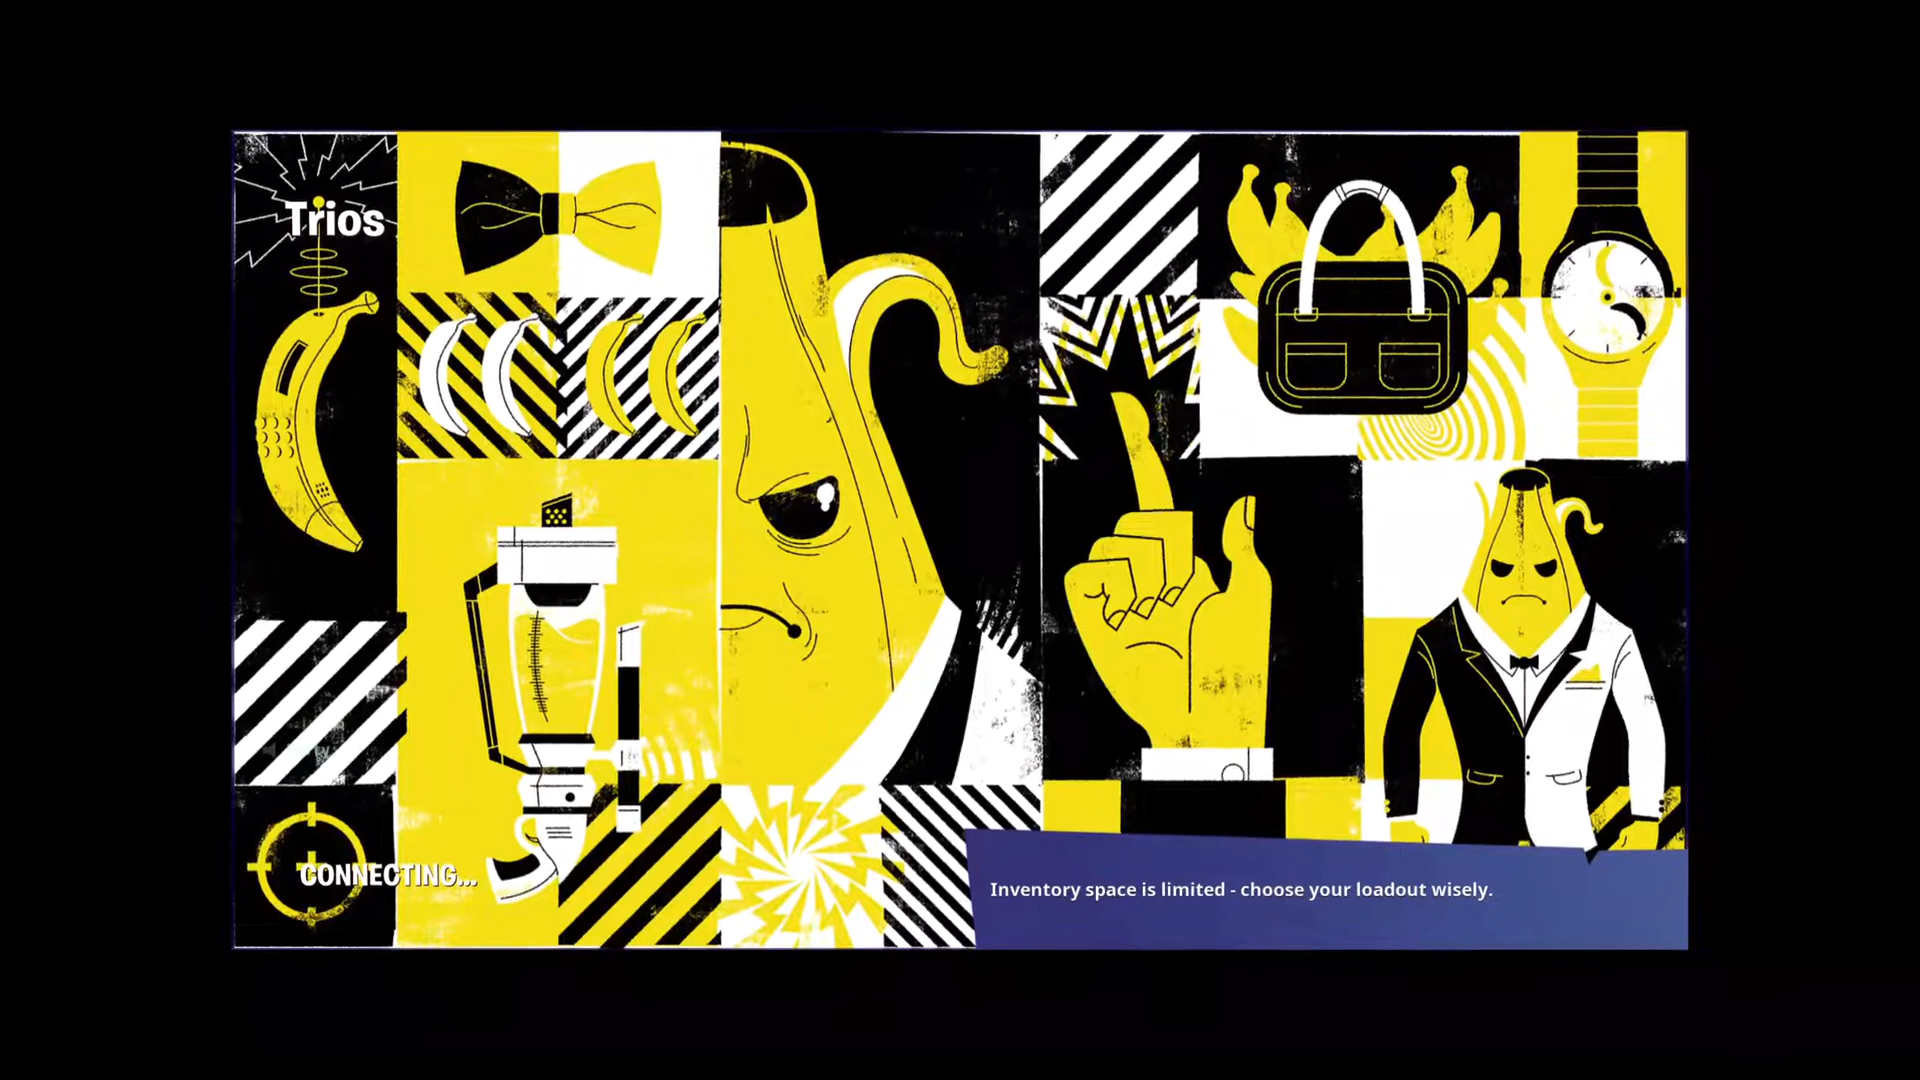 Trios
CONNECTING...
Inventory space is limited - choose your loadout wisely.